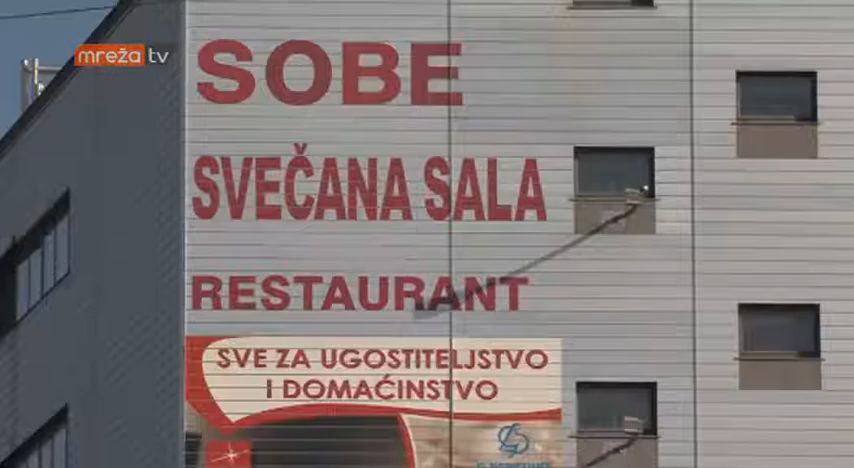 mreža tv
SOBE
SVEČANA SALA
RESTAURANT
SVE ZA UGOSTITELJSTVO
I DOMAĆINSTVO